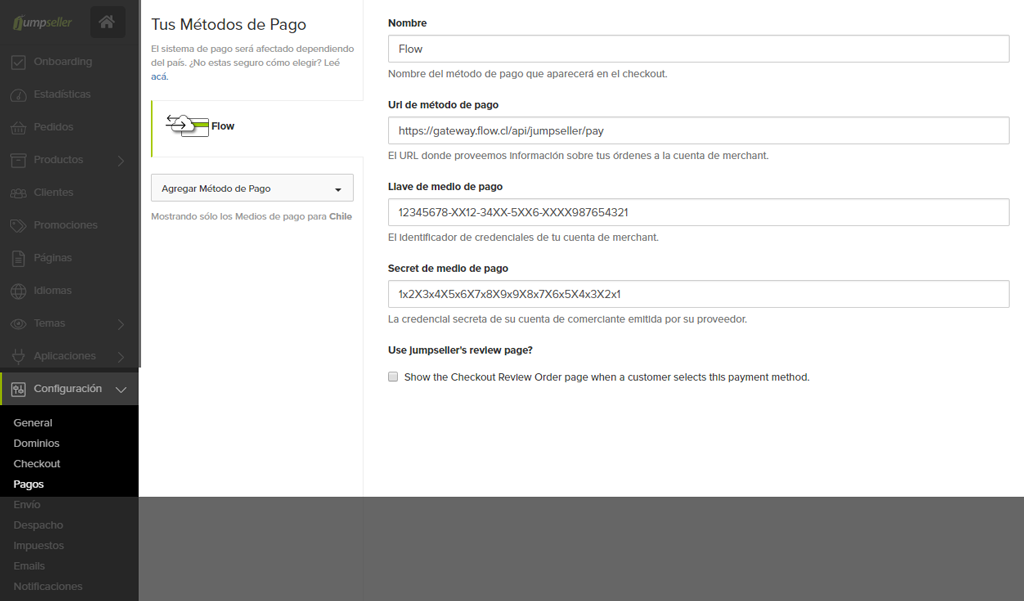 jumpseller
Onboarding
Estadísticas
Pedidos
Productos
Clientes
Promociones
Páginas
Idiomas
Temas
Aplicaciones
Configuración
General
Dominios
Checkout
Pagos
Envío
Despacho
Impuestos
Emails
Notificaciones
Tus Métodos de Pago
El sistema de pago será afectado dependiendo
del país. ¿No estas seguro cómo elegir? Leé
acá.
Flow
Agregar Método de Pago
Mostrando sólo los Medios de pago para Chile
Nombre
Flow
Nombre del método de pago que aparecerá en el checkout.
Url de método de pago
https://gateway.flow.cl/api/jumpseller/pay
El URL donde proveemos información sobre tus órdenes a la cuenta de merchant.
Llave de medio de pago
12345678-XX12-34XX-5XX6-XXXX987654321
El identificador de credenciales de tu cuenta de merchant.
Secret de medio de pago
1x2X3x4X5x6X7x8X9x9X8x7X6x5X4x3X2x1
La credencial secreta de su cuenta de comerciante emitida por su proveedor.
Use jumpseller's review page?
Show the Checkout Review Order page when a customer selects this payment method.